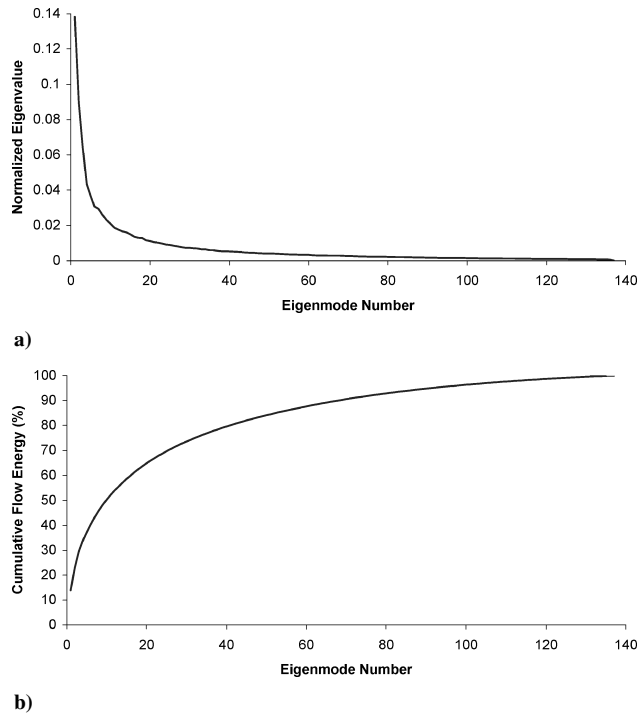 0.14
0.12
0.1
0.08
0.06
0.04
0.02
0
Normalized Eigenvalue
0 20 40 60 80 100 120 140
Eigenmode Number
a)
100
90
80
70
60
50
40
30
20
10
0
Cumulative Flow Energy (%)
0 20 40 60 80 100 120 140
Eigenmode Number
b)